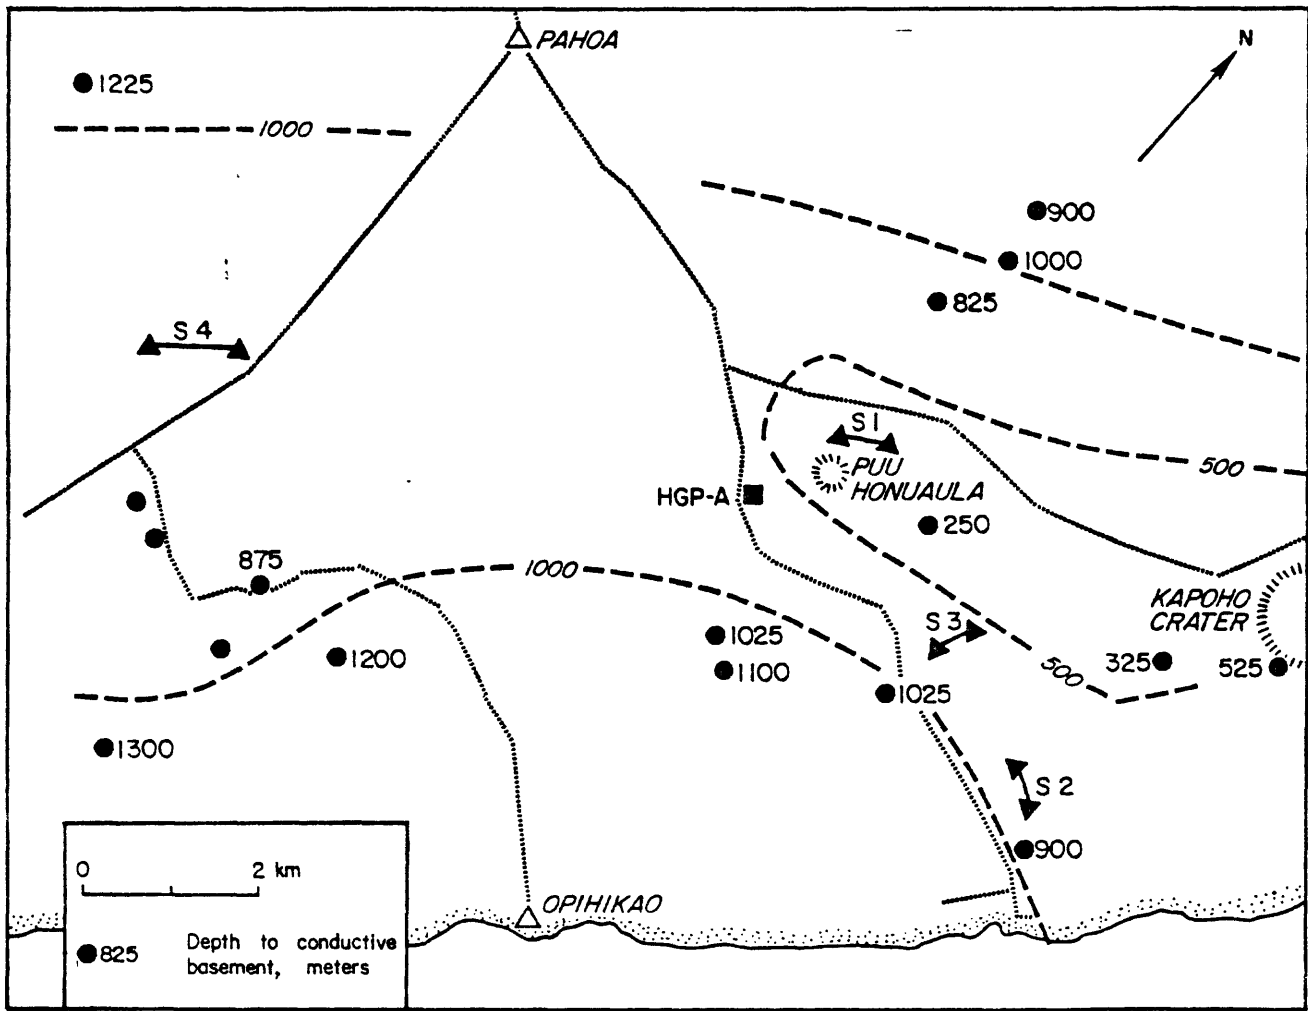 PAHOA
N
1225
1000
900
1000
825
S 4
S 1
500
PUU
HONUAULA
HGP-A
250
875
1000
KAPOHO
CRATER
S 3
1025
1200
1100
500
325
525
1025
1300
S 2
900
0 2 km
OPIHIKAO
825
Depth to conductive
basement, meters